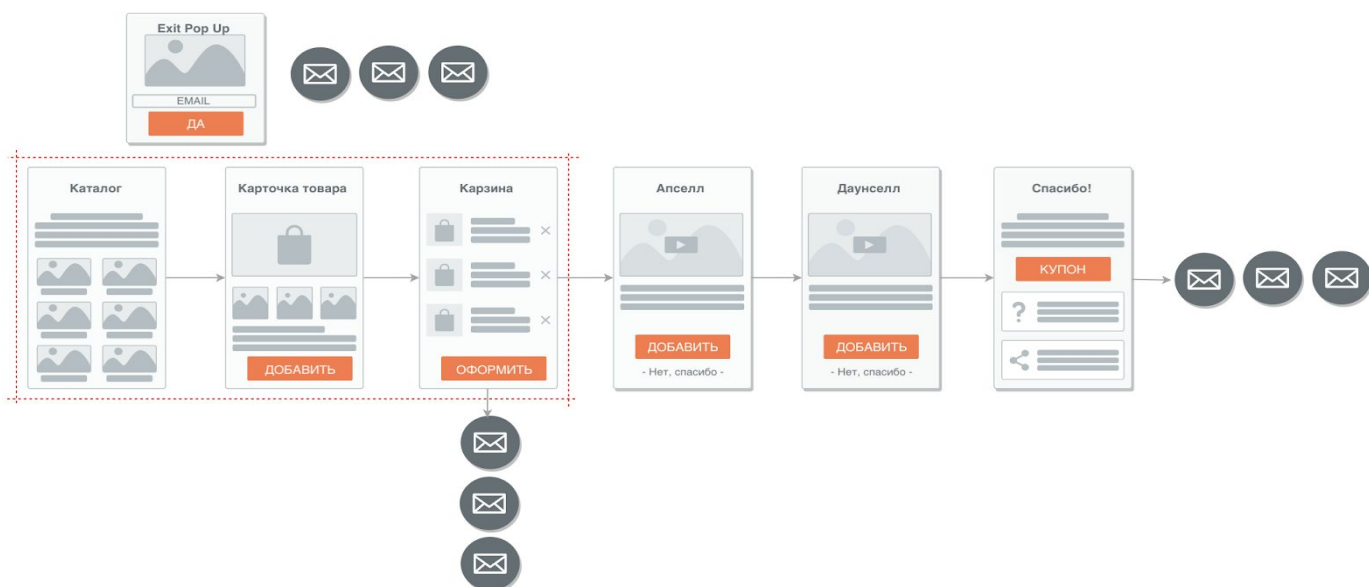 Exit Pop Up
EMAIL
ДА
Каталог
Карточка товара
ДОБАВИТЬ
Карзина
ОФОРМИТЬ
Апселл
ДОБАВИТЬ
- Нет, спасибо -
Даунселл
ДОБАВИТЬ
- Нет, спасибо -
Спасибо!
КУПОН
?